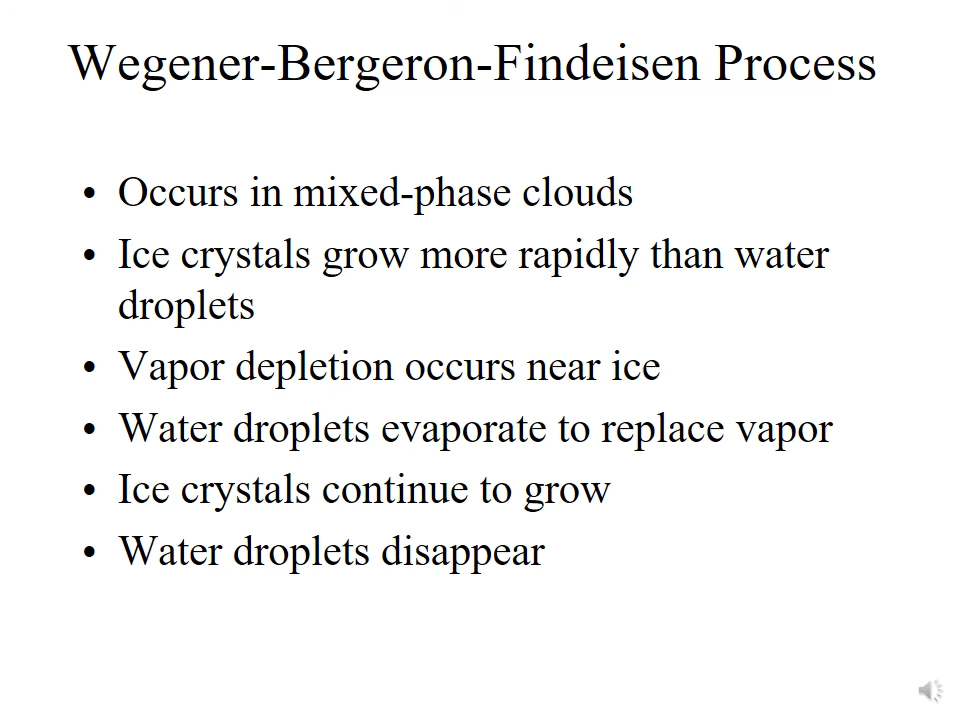 Wegener-Bergeron-Findeisen Process
• Occurs in mixed-phase clouds
• Ice crystals grow more rapidly than water
droplets
• Vapor depletion occurs near ice
• Water droplets evaporate to replace vapor
• Ice crystals continue to grow
• Water droplets disappear